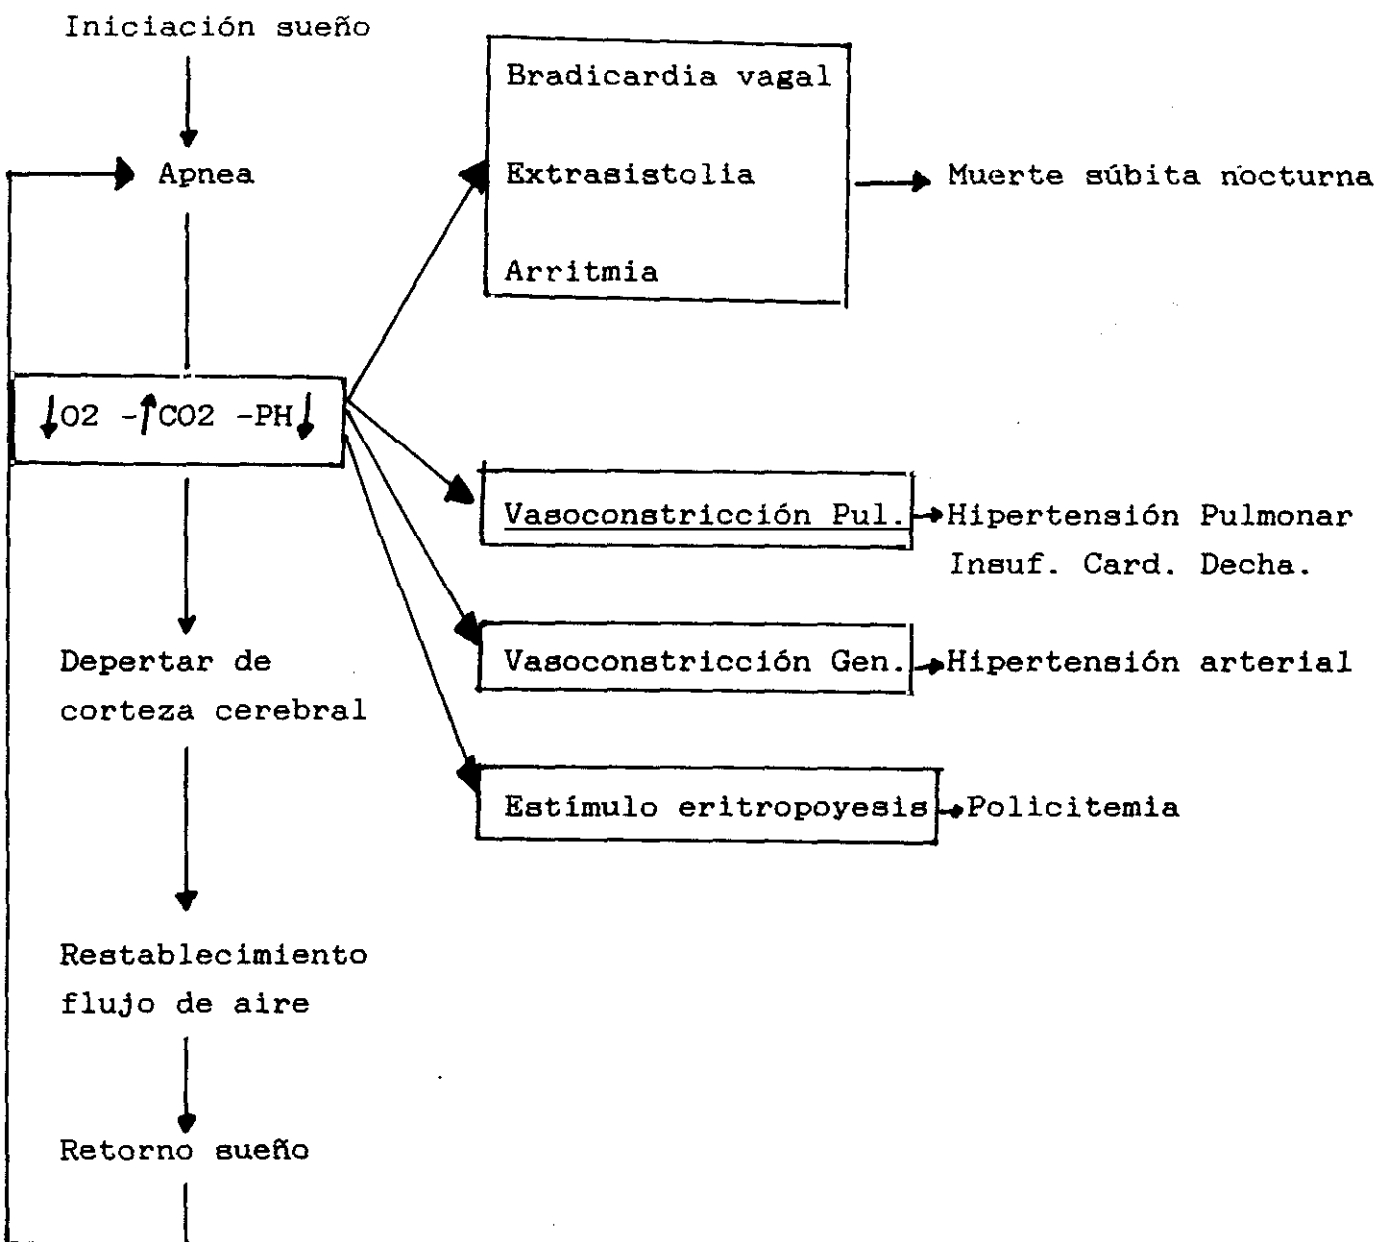 Iniciación sueño
Bradicardia vagal
Apnea
Extrasistolia
Muerte súbita nocturna
Arritmia
↓O2 -↑CO2 -PH↓
Vasoconstricción Pul.
Hipertensión Pulmonar
Insuf. Card. Decha.
Depertar de
corteza cerebral
Vasoconstricción Gen.
Hipertensión arterial
Estímulo eritropoyesis
Policitemia
Restablecimiento
flujo de aire
Retorno sueño